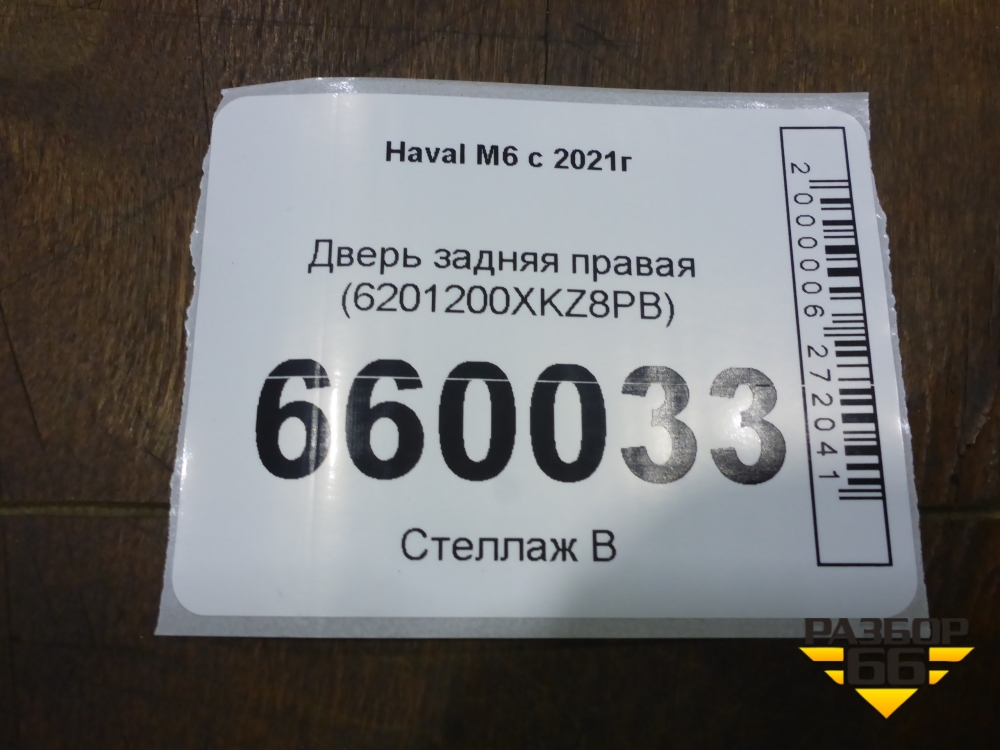 Haval M6 с 2021г
Дверь задняя правая
(6201200XKZ8PB)
660033
Стеллаж В
2000006272041
РАЗБОР
66